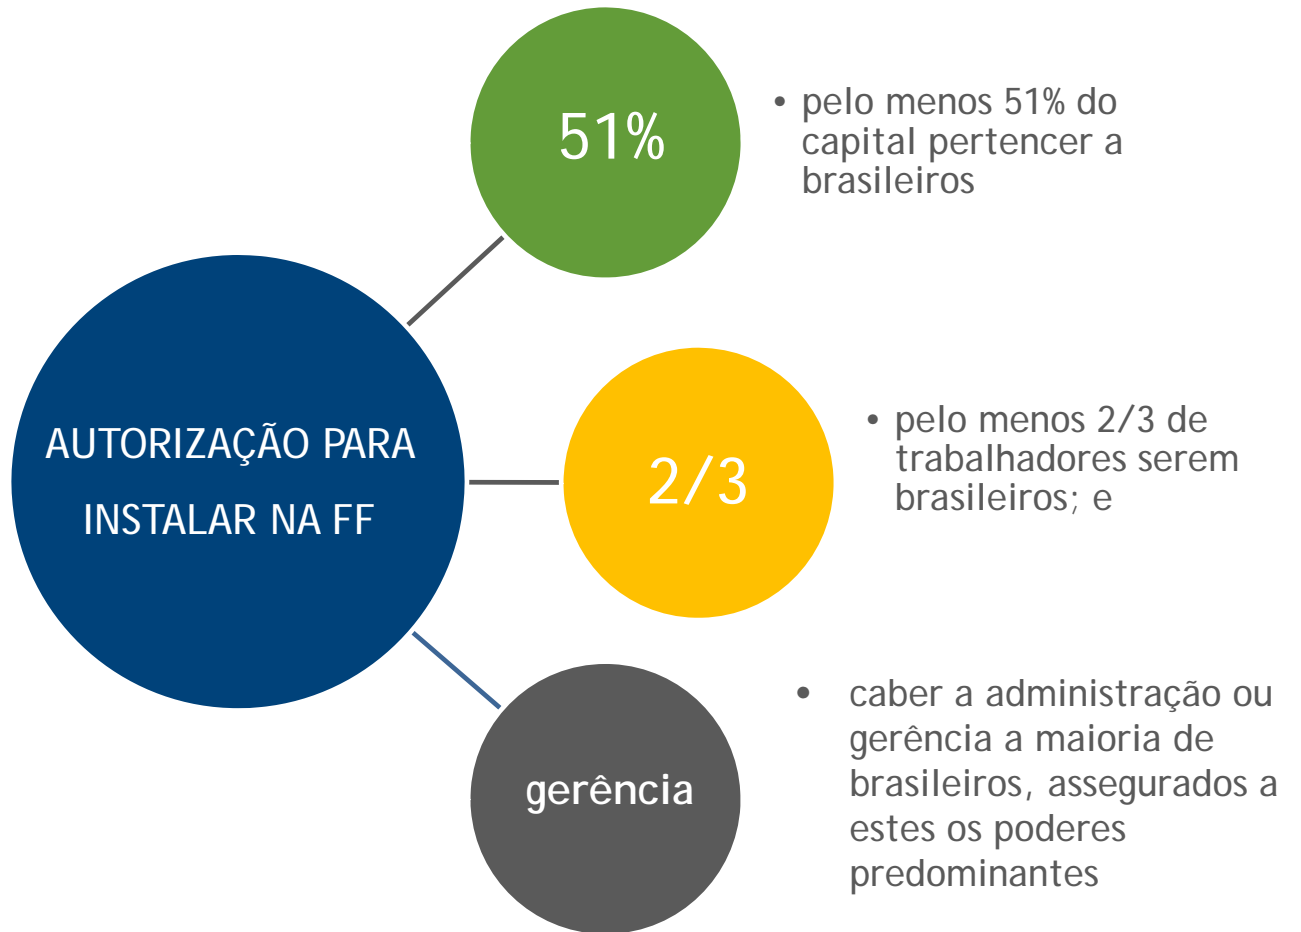 51%
• pelo menos 51% do
capital pertencer a
brasileiros
AUTORIZAÇÃO PARA
INSTALAR NA FF
2/3
• pelo menos 2/3 de
trabalhadores serem
brasileiros; e
gerência
• caber a administração ou
gerência a maioria de
brasileiros, assegurados a
estes os poderes
predominantes